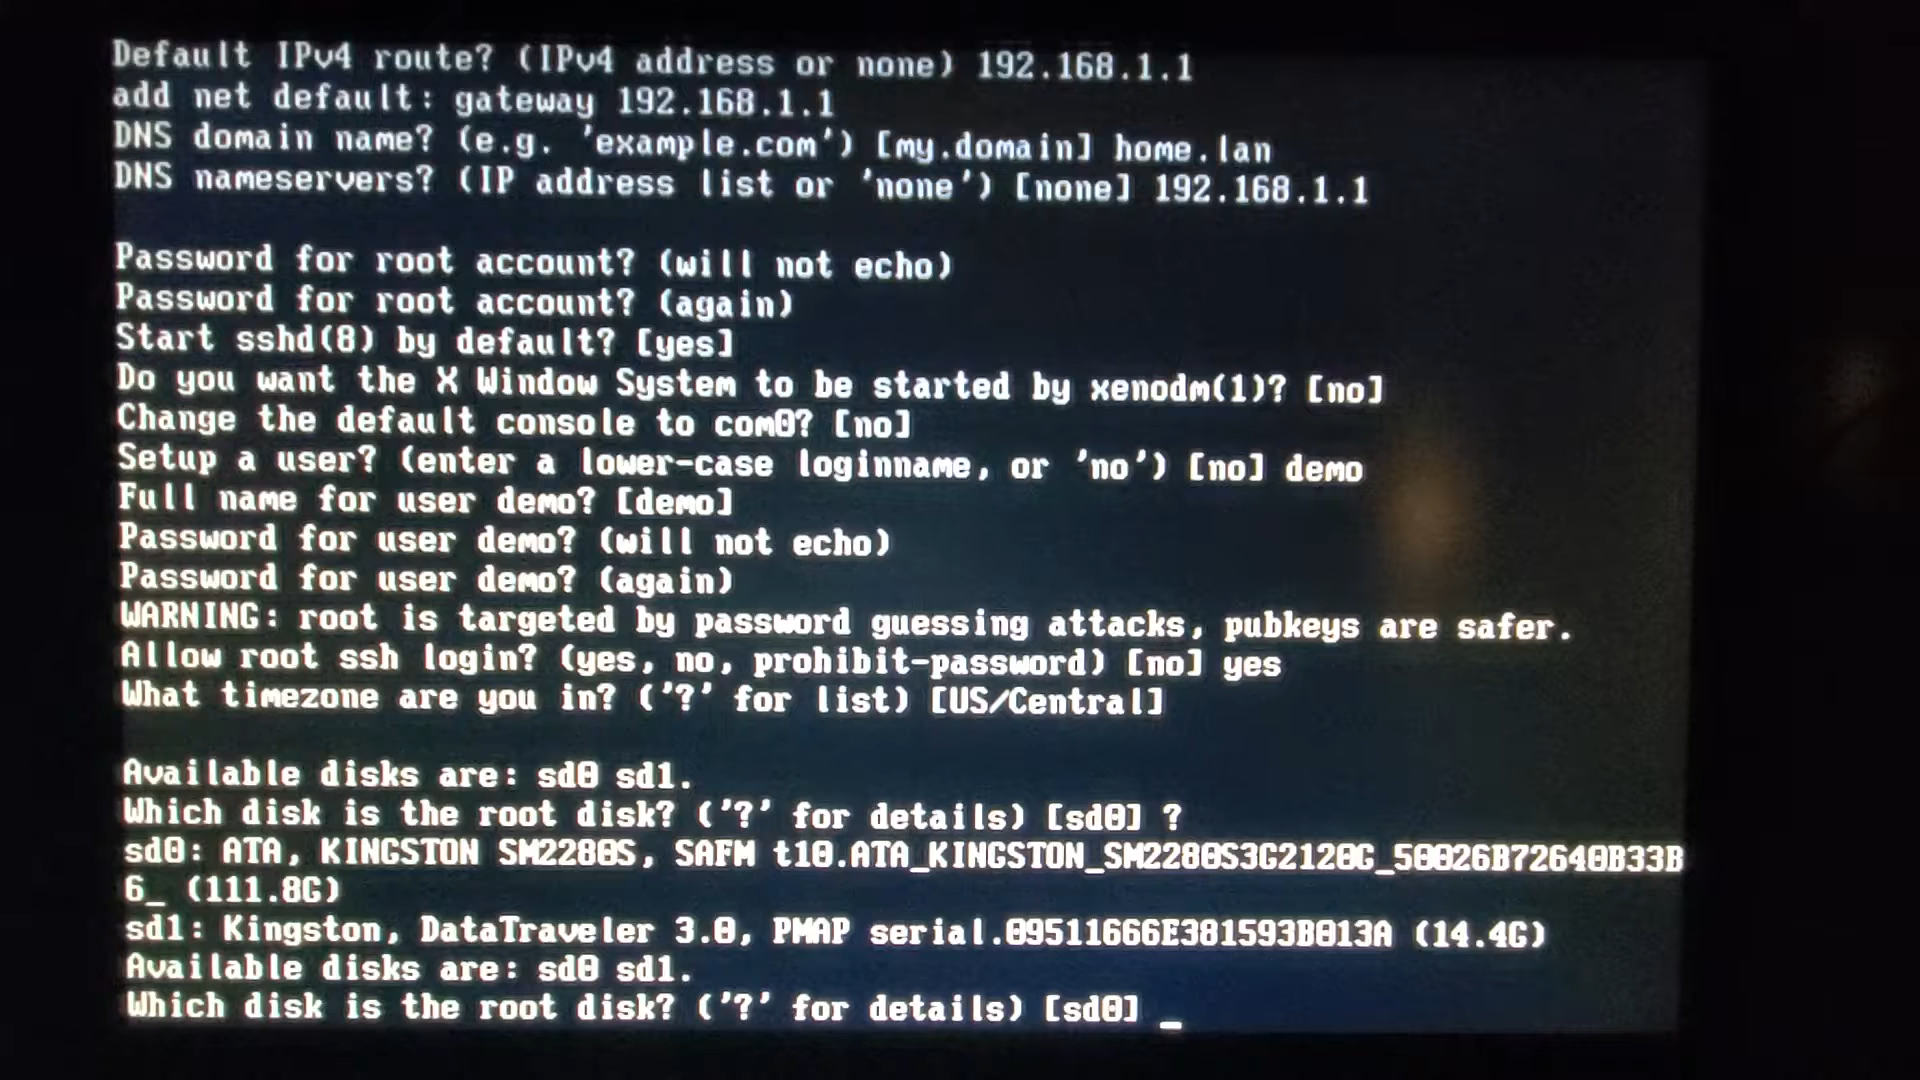 Default IPv4 route? (IPv4 address or none) 192.168.1.1
add net default: gateway 192.168.1.1
DNS domain name? (e.g. 'example.com') [my.domain] home.lan
DNS nameservers? (IP address list or 'none') [none] 192.168.1.1
Password for root account? (will not echo)
Password for root account? (again)
Start sshd(8) by default? [yes]
Do you want the X Window System to be started by xenodm(1)? [no]
Change the default console to com0? [no]
Setup a user? (enter a lower-case loginname, or 'no') [no] demo
Full name for user demo? [demo]
Password for user demo? (will not echo)
Password for user demo? (again)
WARNING: root is targeted by password guessing attacks, pubkeys are safer.
Allow root ssh login? (yes, no, prohibit-password) [no] yes
What timezone are you in? ('?' for list) [US/Central]
Available disks are: sd0 sd1.
Which disk is the root disk? ('?' for details) [sd0] ?
sd0: ATA, KINGSTON SM2280S, SAFM t10.ATA_KINGSTON_SM2280S3G2120G_50026B72640B33B
6_ (111.8G)
sd1: Kingston, DataTraveler 3.0, PMAP serial.09511666E381593B013A (14.4G)
Available disks are: sd0 sd1.
Which disk is the root disk? ('?' for details) [sd0] _